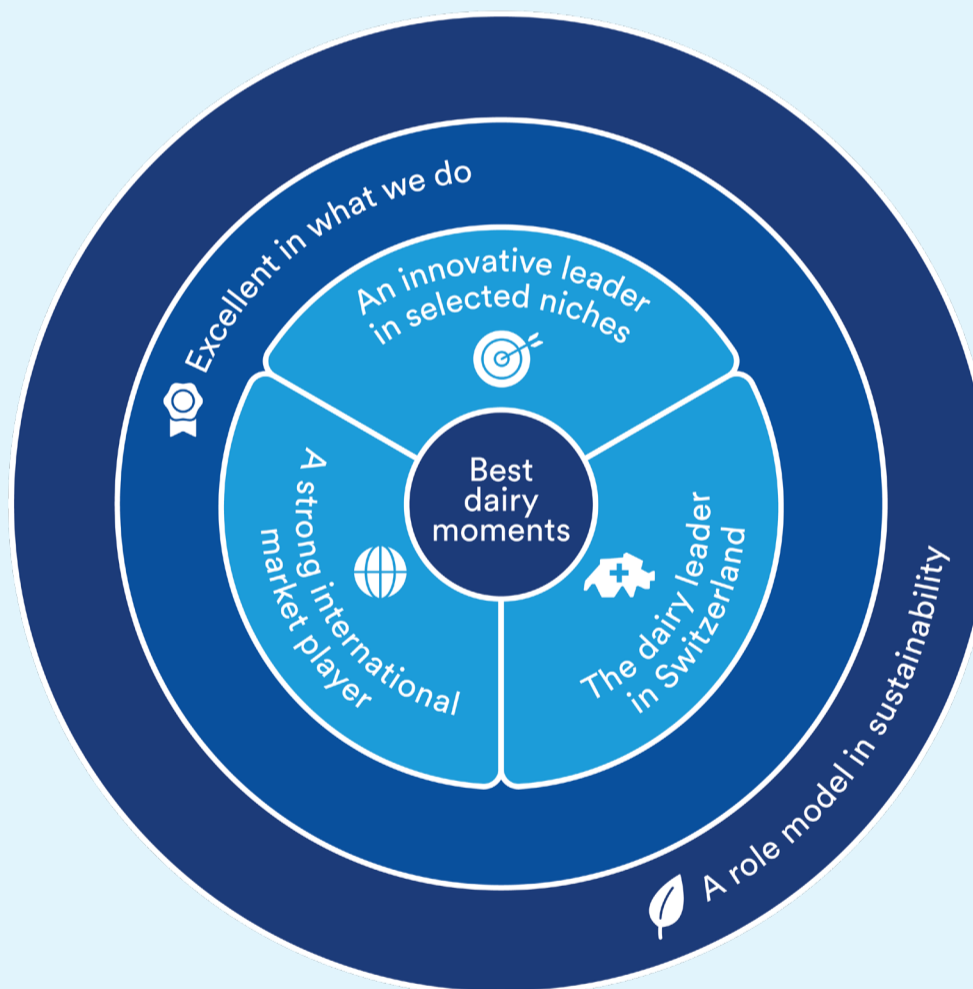 Excellent in what we do
An innovative leader
in selected niches
Best
dairy
moments
A strong international
market player
The dairy leader
in Switzerland
A role model in sustainability